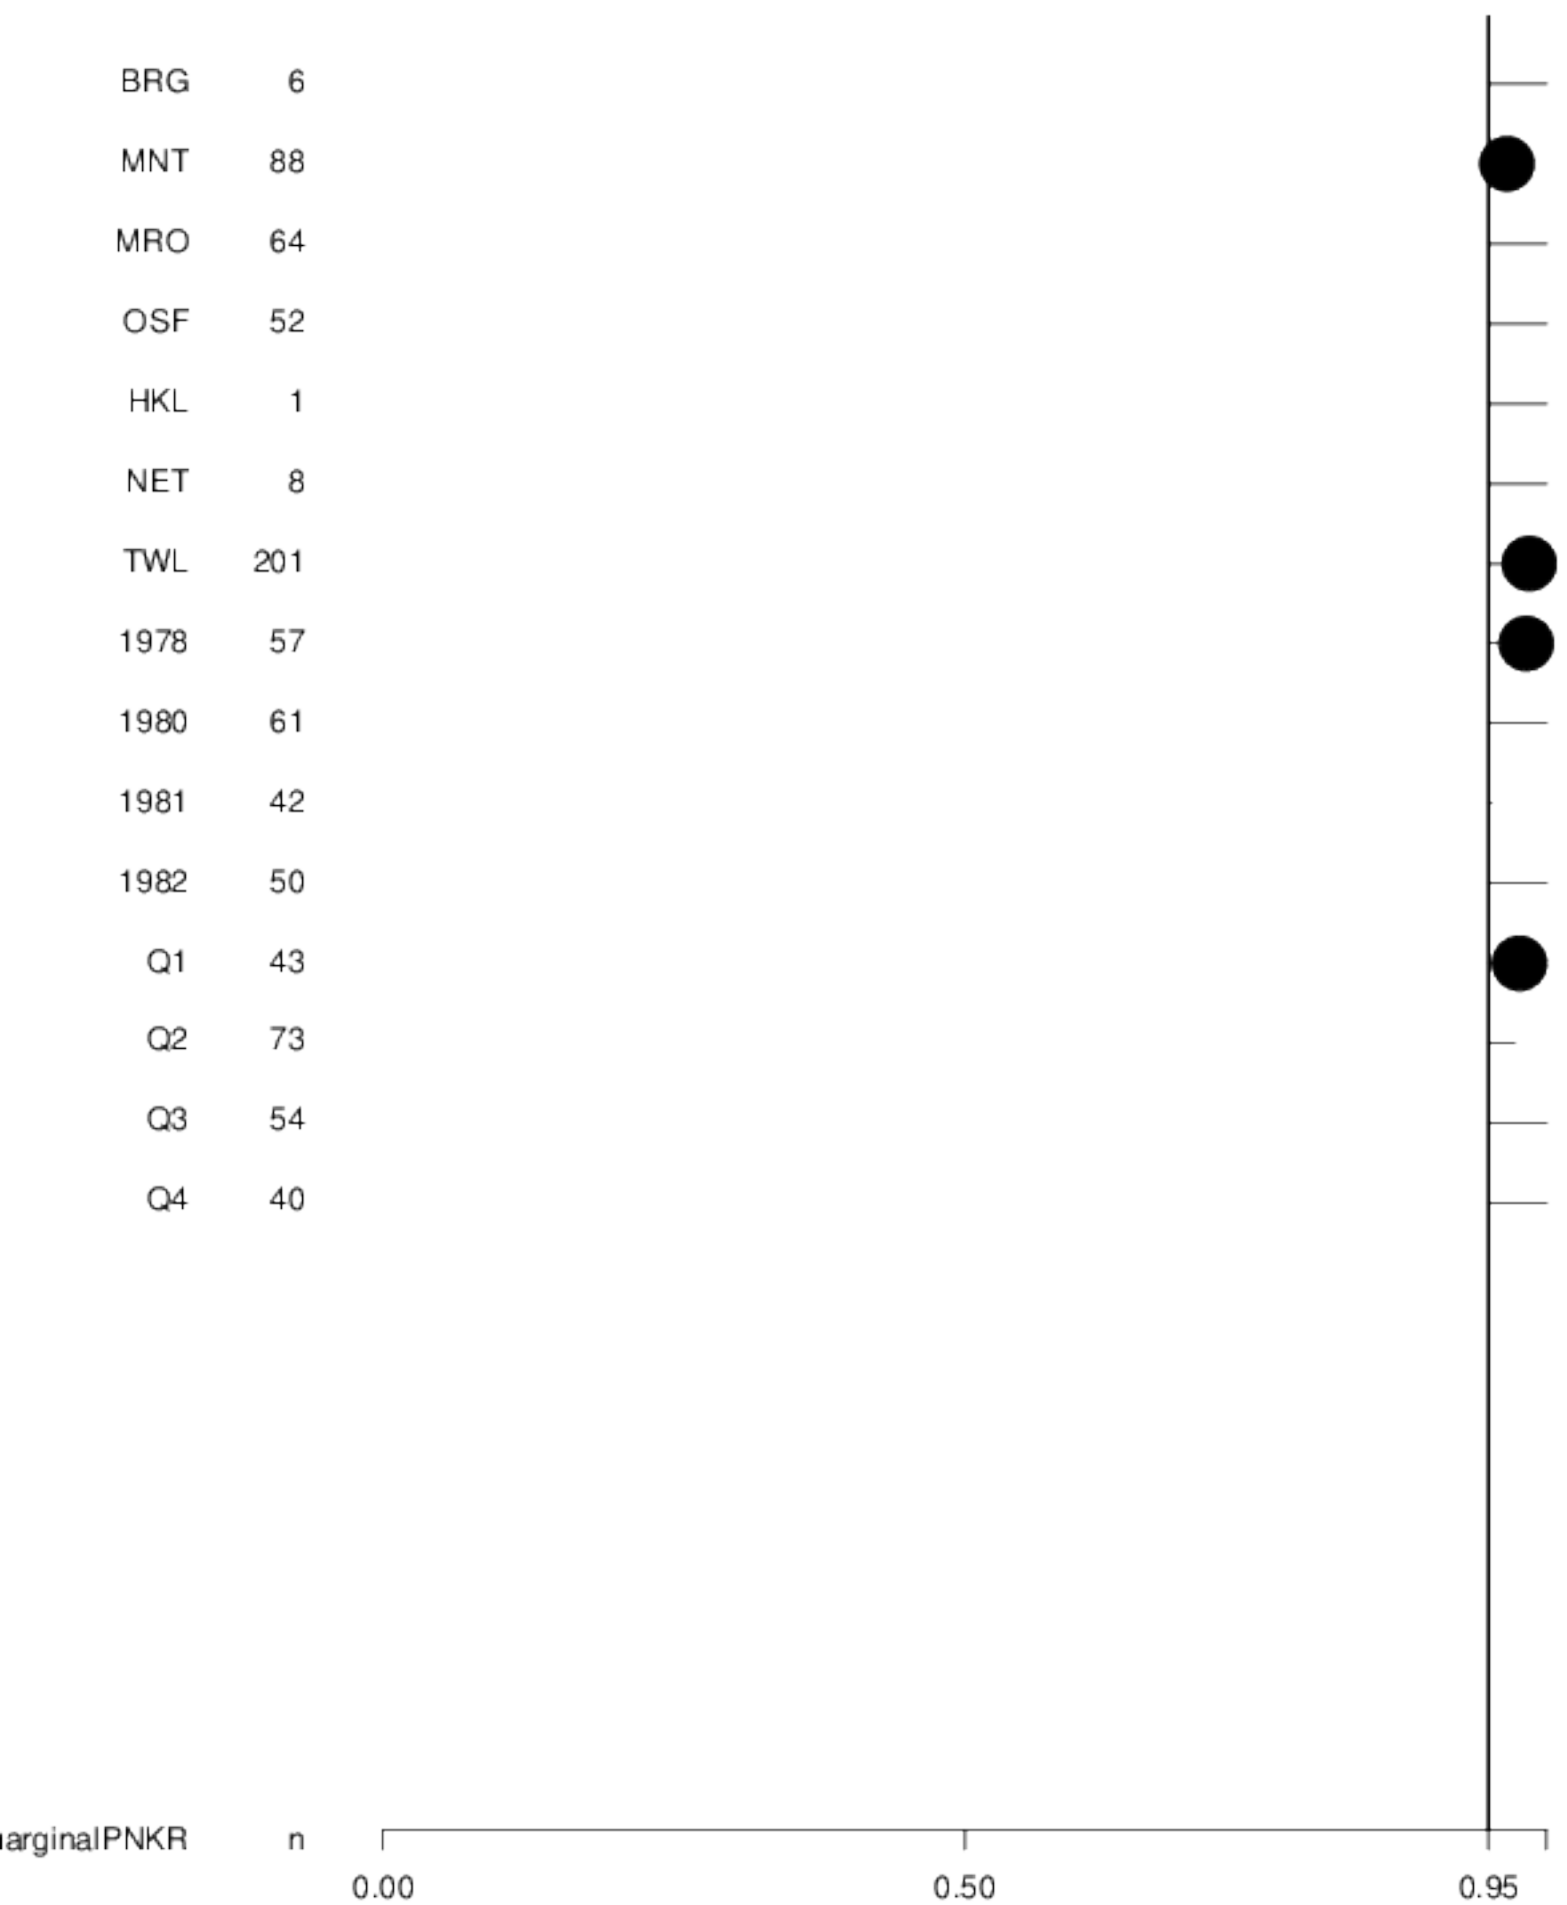 BRG 6
MNT 88
MRO 64
OSF 52
HKL 1
NET 8
TWL 201
1978 57
1980 61
1981 42
1982 50
Q1 43
Q2 73
Q3 54
Q4 40
arginalPNKR n
0.00 0.50 0.95